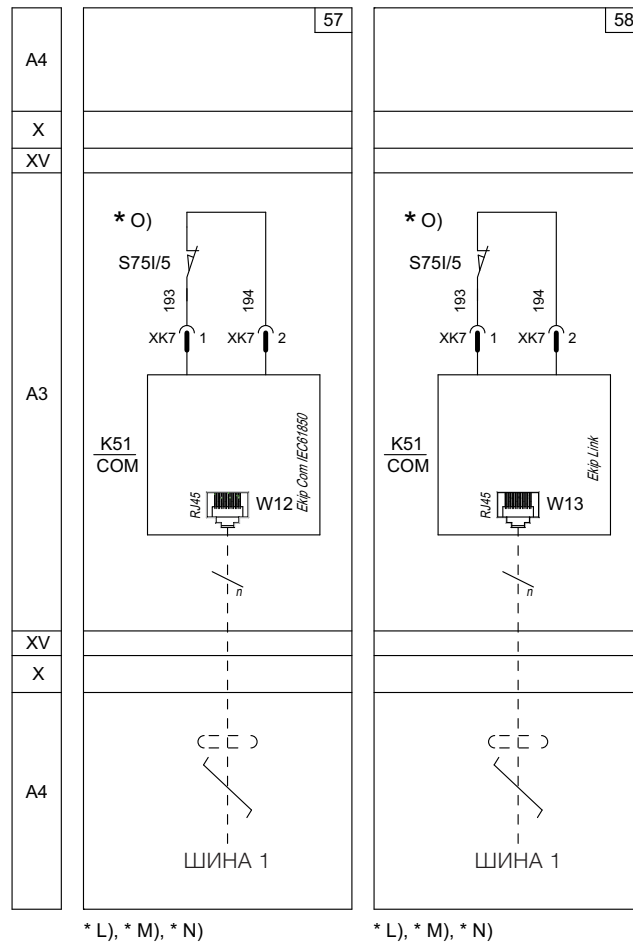 A4
X
XV
A3
XV
X
A4
57
* O)
S75I/5
193
194
XK7 1
XK7 2
K51
COM
Ekip Com IEC61850
RJ45
W12
n
ШИНА 1
* L), * M), * N)
58
* O)
S75I/5
193
194
XK7 1
XK7 2
K51
COM
Ekip Link
RJ45
W13
n
ШИНА 1
* L), * M), * N)